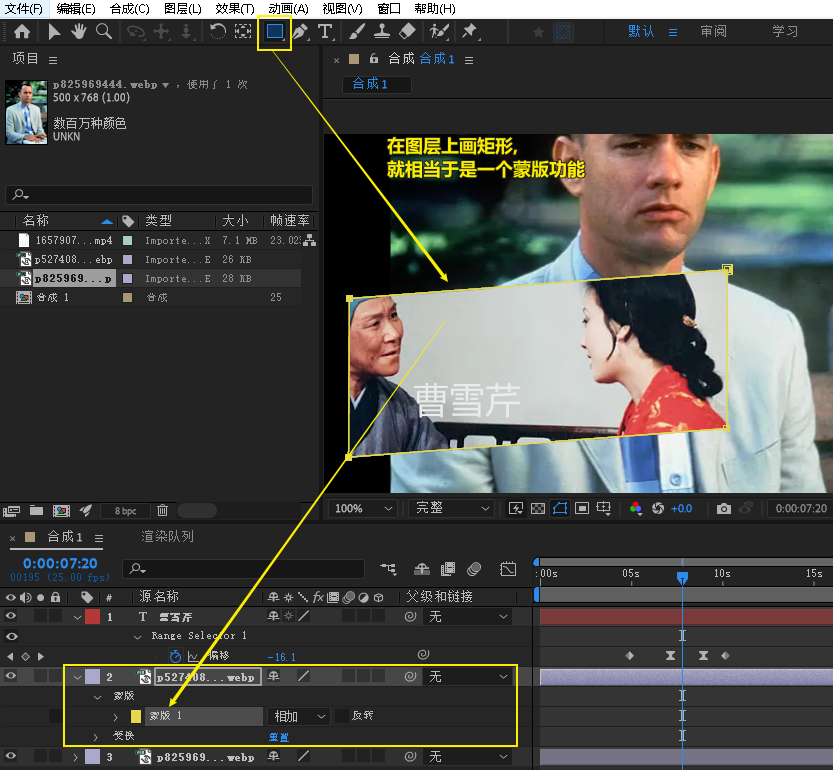 文件(F) 编辑(E) 合成(C) 图层(L) 效果(T) 动画(A) 视图(V) 窗口 帮助(H)
T 默认 ≡ 审阅 学习
项目 ≡
× 合成 合成 1 ≡
合成 1
p825969444.webp ▼ ，使用了 1 次
500 x 768 (1.00)
数百万种颜色
UNKN
在图层上画矩形,
就相当于是一个蒙版功能
名称 类型 大小 帧速率
1657907...mp4 Importe...X 7.1 MB 23.02
p527408...ebp Importe...E 26 KB
p825969...p Importe...E 28 KB
合成 1 合成 25
曹雪芹
8 bpc
100% 完整 +0.0 0:00:07:20
× 合成 1 ≡ 渲染队列
0:00:07:20
00195 (25.00 fps)
:00s 05s 10s 15s
# 源名称 fx 父级和链接
1 T 曹雪芹 无
Range Selector 1
偏移 -16.1
2 p527408...webp 无
蒙版
蒙版 1 相加 反转
变换 重置
3 p825969...webp 无